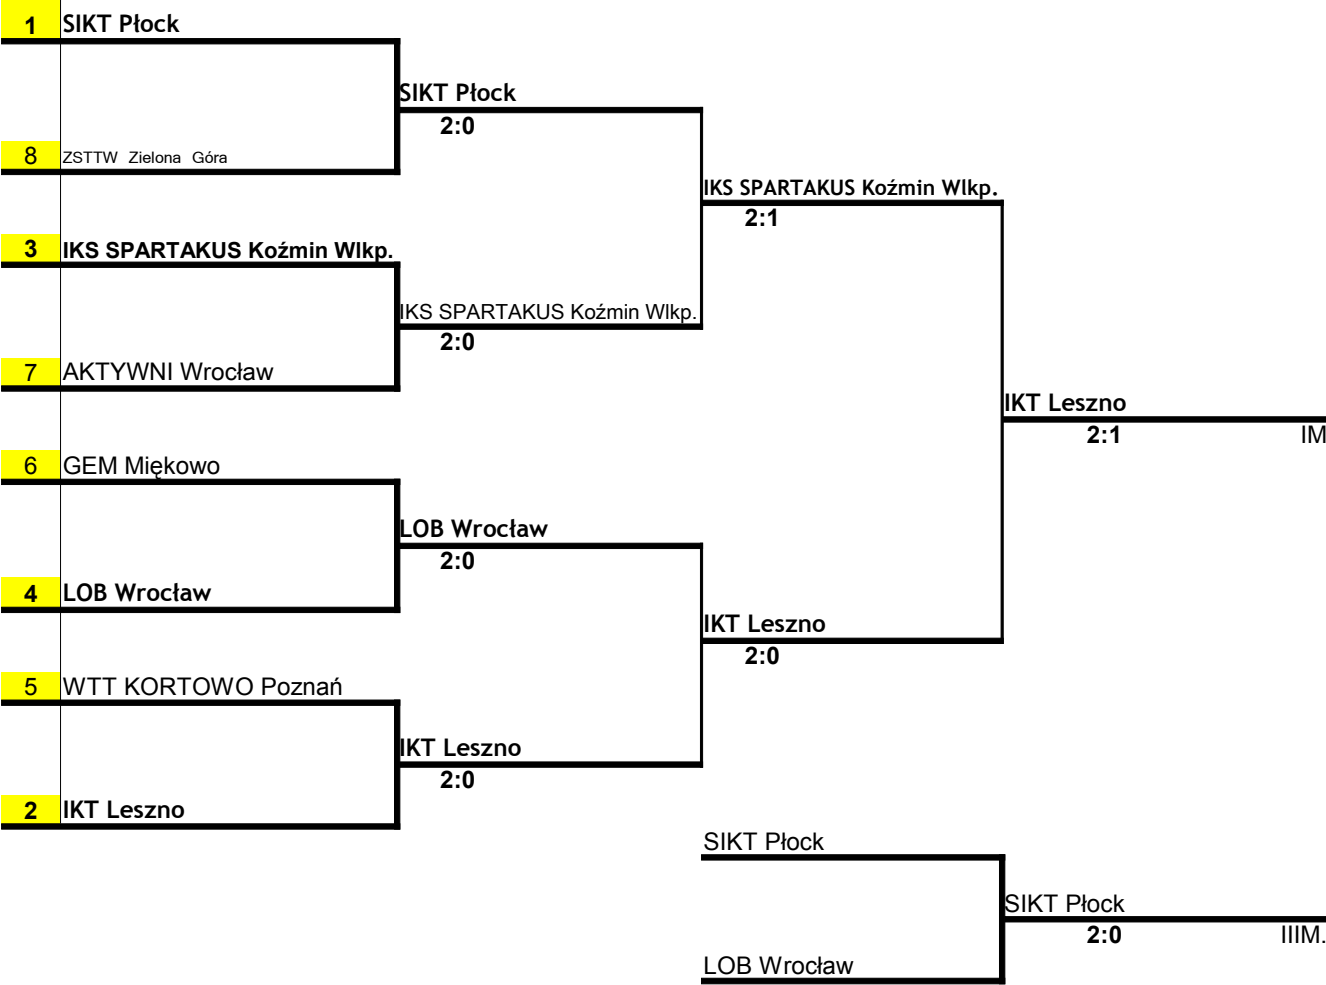 1 SIKT Płock
SIKT Płock
2:0
8 ZSTTW Zielona Góra
IKS SPARTAKUS Koźmin Wlkp.
2:1
3 IKS SPARTAKUS Koźmin Wlkp.
IKS SPARTAKUS Koźmin Wlkp.
2:0
7 AKTYWNI Wrocław
IKT Leszno
2:1 IM
6 GEM Miękowo
LOB Wrocław
2:0
4 LOB Wrocław
IKT Leszno
2:0
5 WTT KORTOWO Poznań
IKT Leszno
2:0
2 IKT Leszno
SIKT Płock
SIKT Płock
2:0 IIIM.
LOB Wrocław